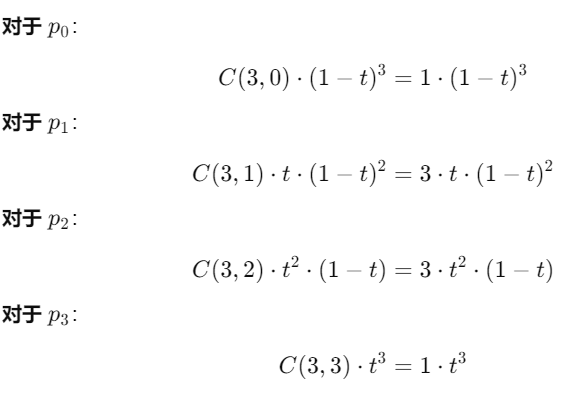 对于 p₀:
C(3,0) · (1 − t)³ = 1 · (1 − t)³
对于 p₁:
C(3,1) · t · (1 − t)² = 3 · t · (1 − t)²
对于 p₂:
C(3,2) · t² · (1 − t) = 3 · t² · (1 − t)
对于 p₃:
C(3,3) · t³ = 1 · t³